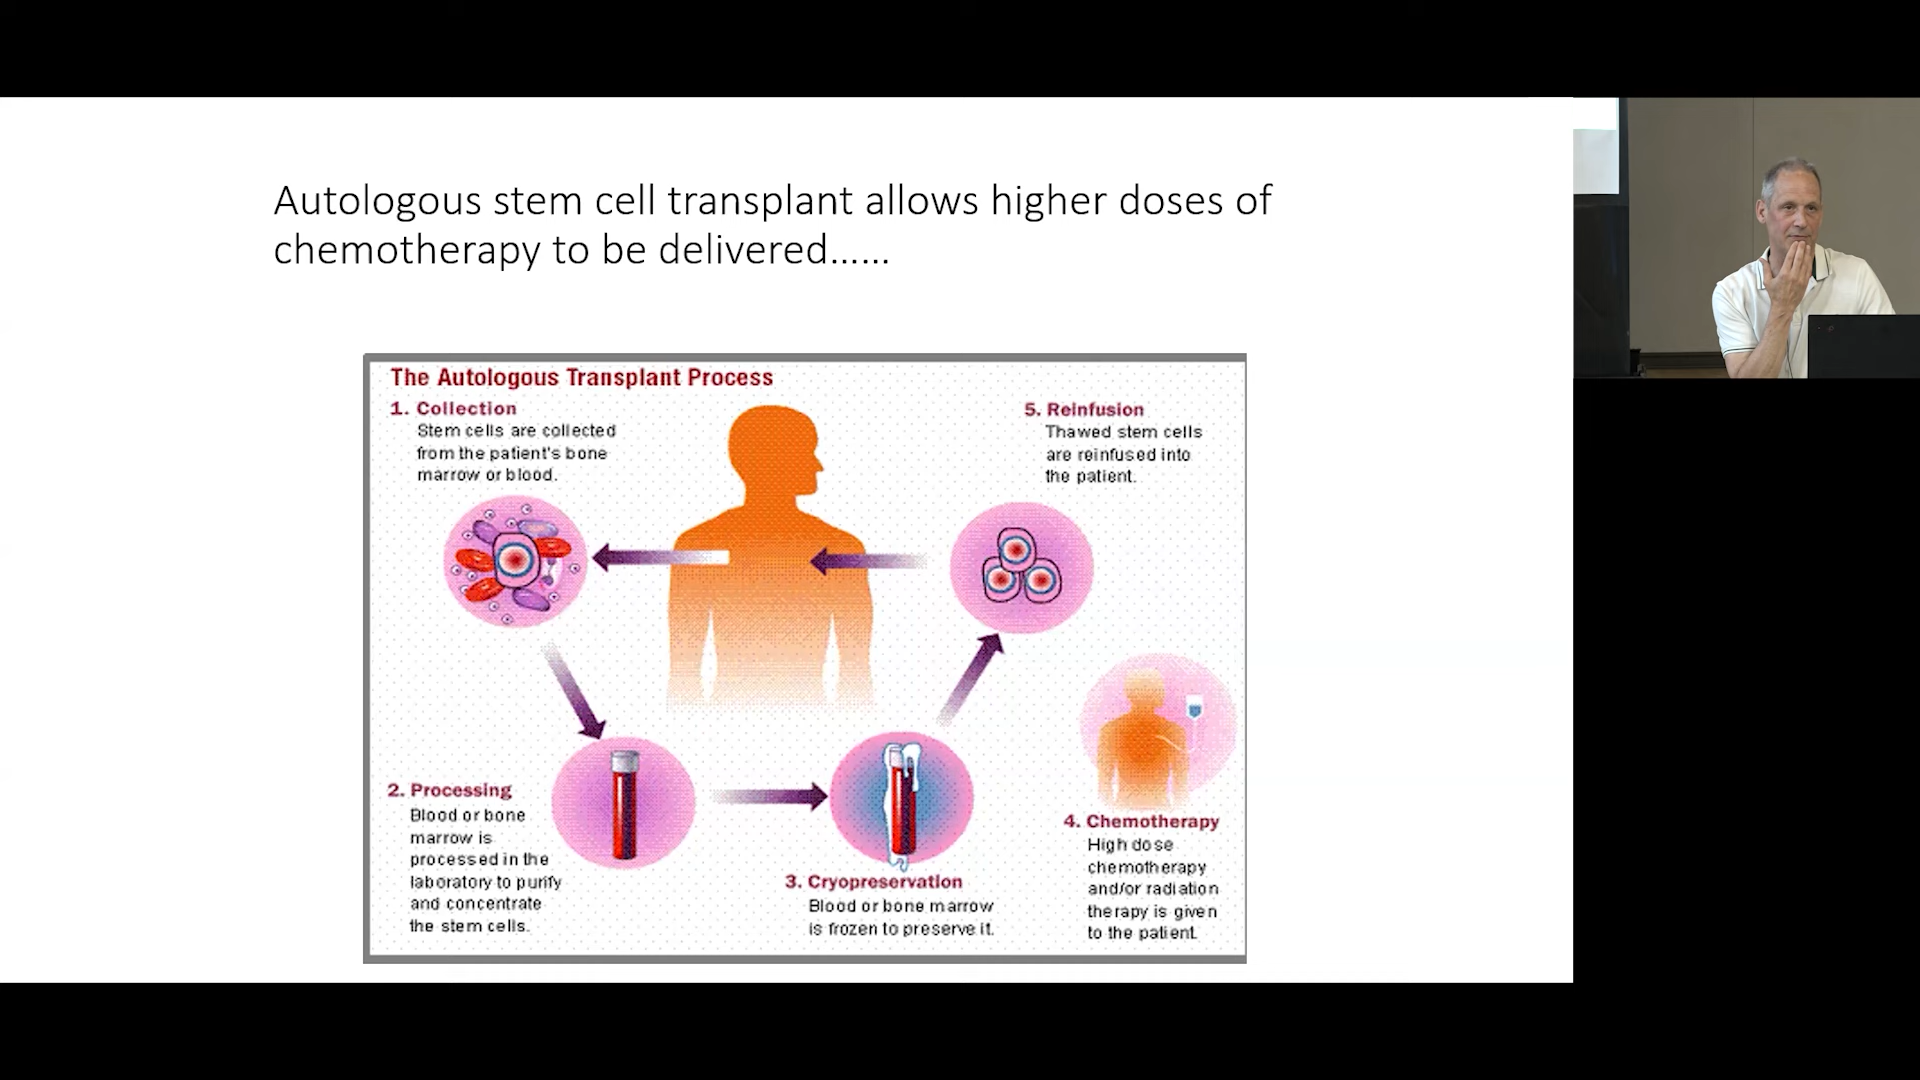 Autologous stem cell transplant allows higher doses of
chemotherapy to be delivered……
The Autologous Transplant Process
1. Collection
Stem cells are collected
from the patient's bone
marrow or blood.
5. Reinfusion
Thawed stem cells
are reinfused into
the patient.
2. Processing
Blood or bone
marrow is
processed in the
laboratory to purify
and concentrate
the stem cells.
3. Cryopreservation
Blood or bone marrow
is frozen to preserve it.
4. Chemotherapy
High dose
chemotherapy
and/or radiation
therapy is given
to the patient.